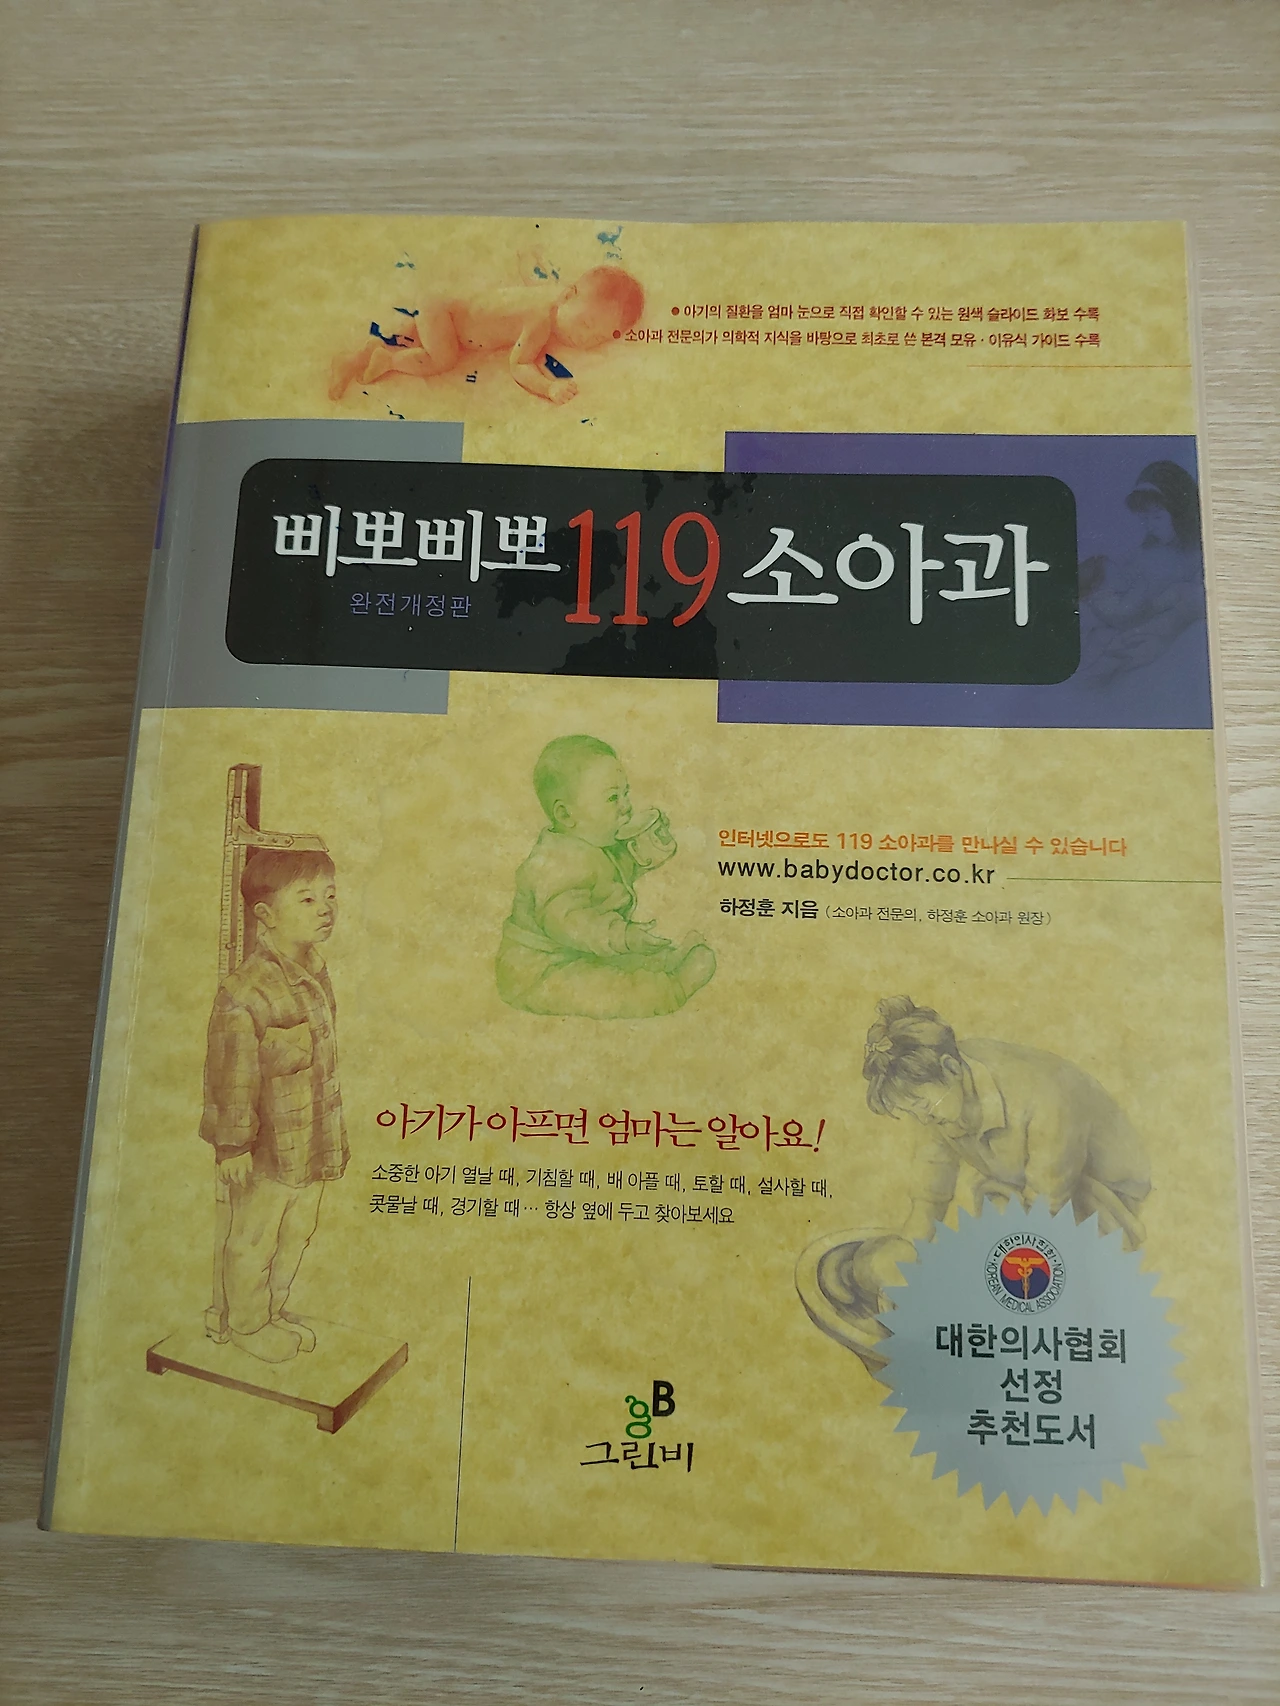 ● 아기의 질환을 엄마 눈으로 직접 확인할 수 있는 원색 슬라이드 화보 수록
● 소아과 전문의가 의학적 지식을 바탕으로 최초로 쓴 본격 모유·이유식 가이드 수록
삐뽀삐뽀 119 소아과
완전개정판
인터넷으로도 119 소아과를 만나실 수 있습니다
www.babydoctor.co.kr
하정훈 지음 (소아과 전문의, 하정훈 소아과 원장)
아기가 아프면 엄마는 알아요!
소중한 아기 열날 때, 기침할 때, 배 아플 때, 토할 때, 설사할 때,
콧물날 때, 경기할 때… 항상 옆에 두고 찾아보세요
대한의사협회
KOREAN MEDICAL ASSOCIATION
대한의사협회
선정
추천도서
gB
그린비